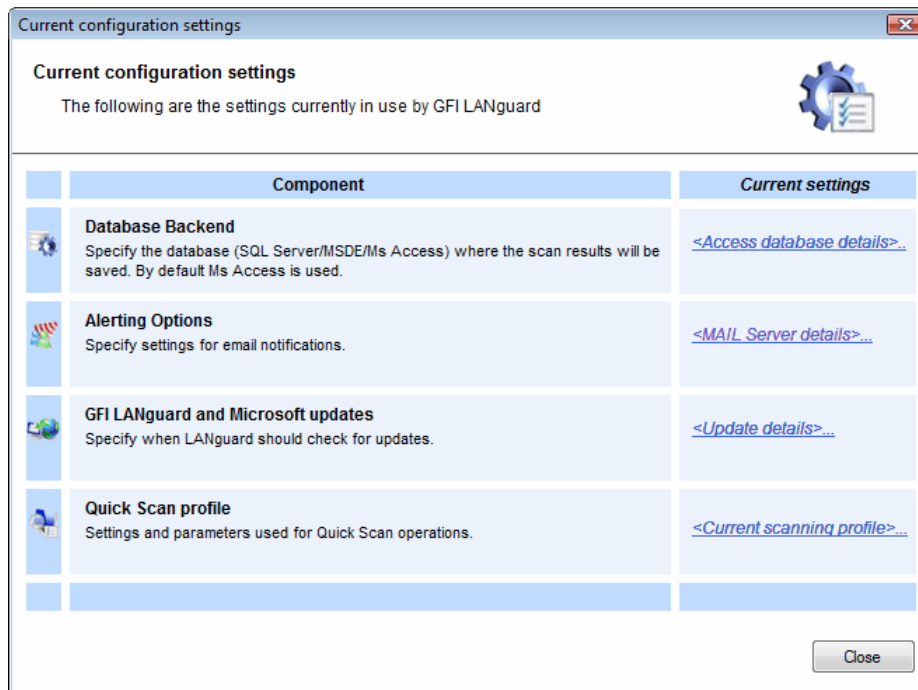 Current configuration settings
Current configuration settings
The following are the settings currently in use by GFI LANguard
Component
Current settings
Database Backend
Specify the database (SQL Server/MSDE/Ms Access) where the scan results will be
saved. By default Ms Access is used.
<Access database details>..
Alerting Options
Specify settings for email notifications.
<MAIL Server details>...
GFI LANguard and Microsoft updates
Specify when LANguard should check for updates.
<Update details>...
Quick Scan profile
Settings and parameters used for Quick Scan operations.
<Current scanning profile>...
Close